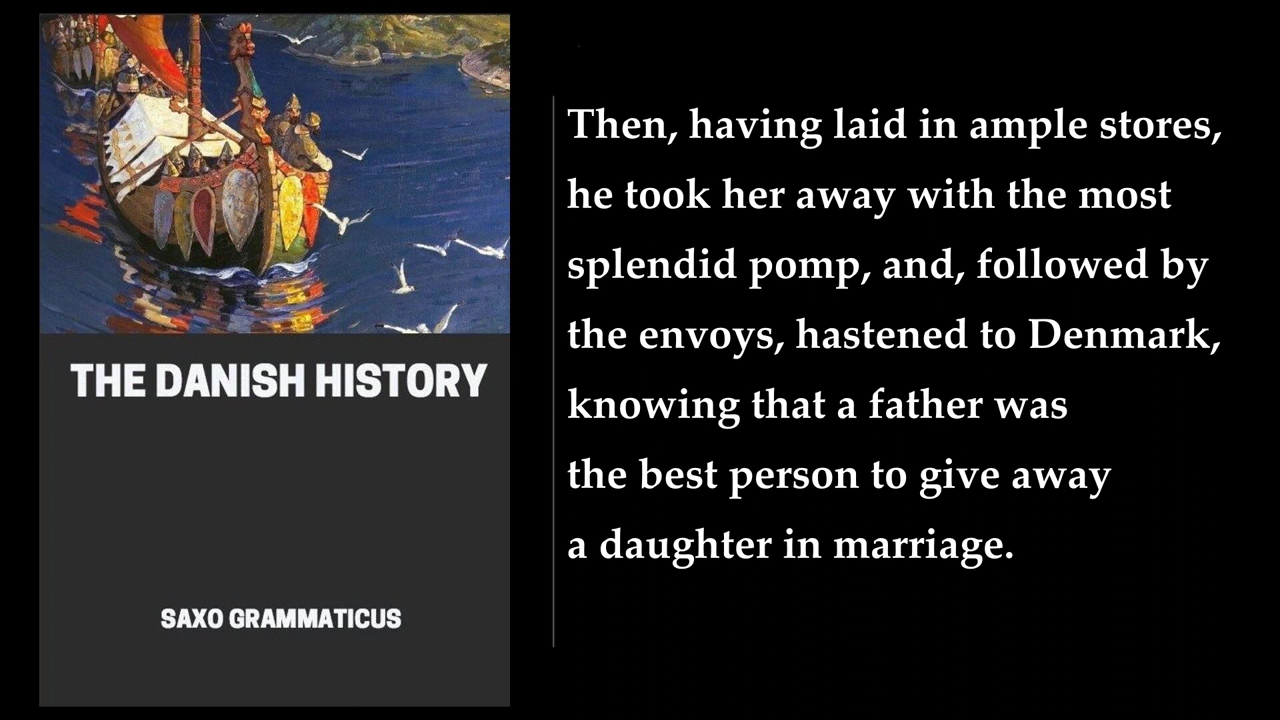 THE DANISH HISTORY
SAXO GRAMMATICUS
Then, having laid in ample stores,
he took her away with the most
splendid pomp, and, followed by
the envoys, hastened to Denmark,
knowing that a father was
the best person to give away
a daughter in marriage.